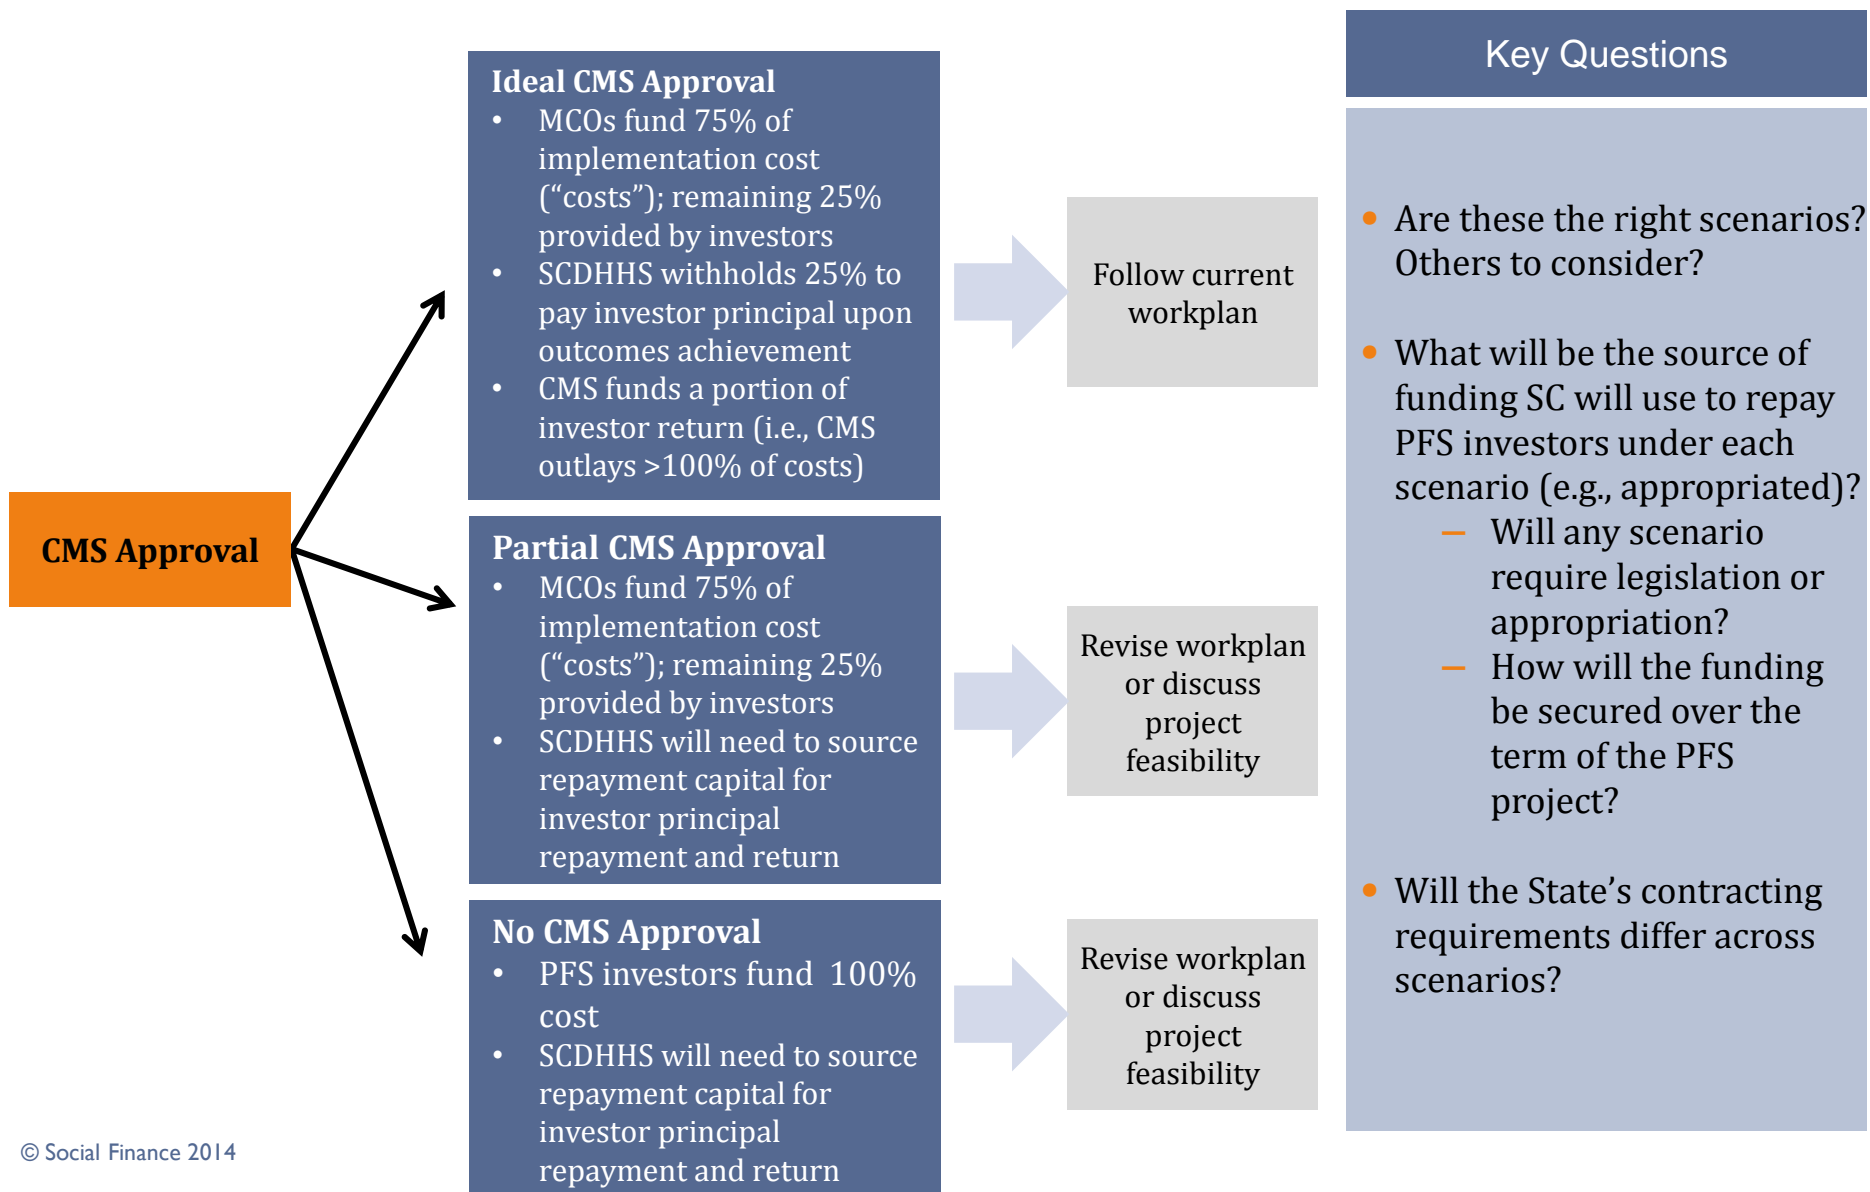 CMS Approval
Ideal CMS Approval
• MCOs fund 75% of
implementation cost
(“costs”); remaining 25%
provided by investors
• SCDHHS withholds 25% to
pay investor principal upon
outcomes achievement
• CMS funds a portion of
investor return (i.e., CMS
outlays >100% of costs)
Follow current
workplan
Partial CMS Approval
• MCOs fund 75% of
implementation cost
(“costs”); remaining 25%
provided by investors
• SCDHHS will need to source
repayment capital for
investor principal
repayment and return
Revise workplan
or discuss
project
feasibility
No CMS Approval
• PFS investors fund 100%
cost
• SCDHHS will need to source
repayment capital for
investor principal
repayment and return
Revise workplan
or discuss
project
feasibility
Key Questions
• Are these the right scenarios?
Others to consider?
• What will be the source of
funding SC will use to repay
PFS investors under each
scenario (e.g., appropriated)?
– Will any scenario
require legislation or
appropriation?
– How will the funding
be secured over the
term of the PFS
project?
• Will the State’s contracting
requirements differ across
scenarios?
© Social Finance 2014